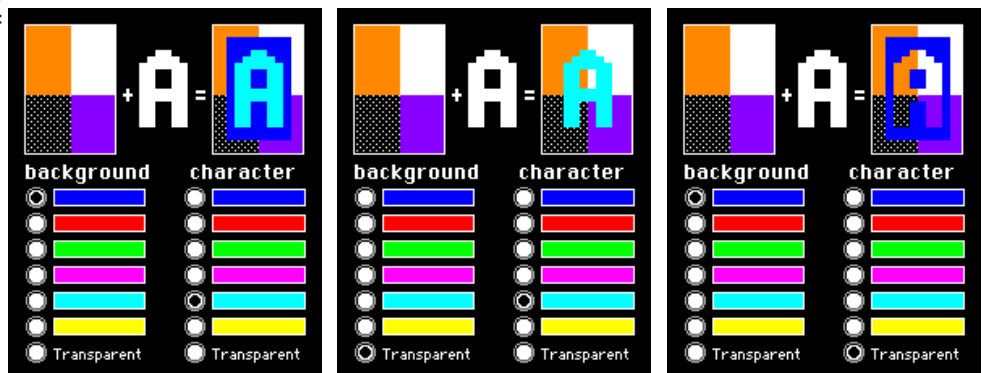 + A = A
background character
Transparent Transparent
+ A = A
background character
Transparent Transparent
+ A = A
background character
Transparent Transparent